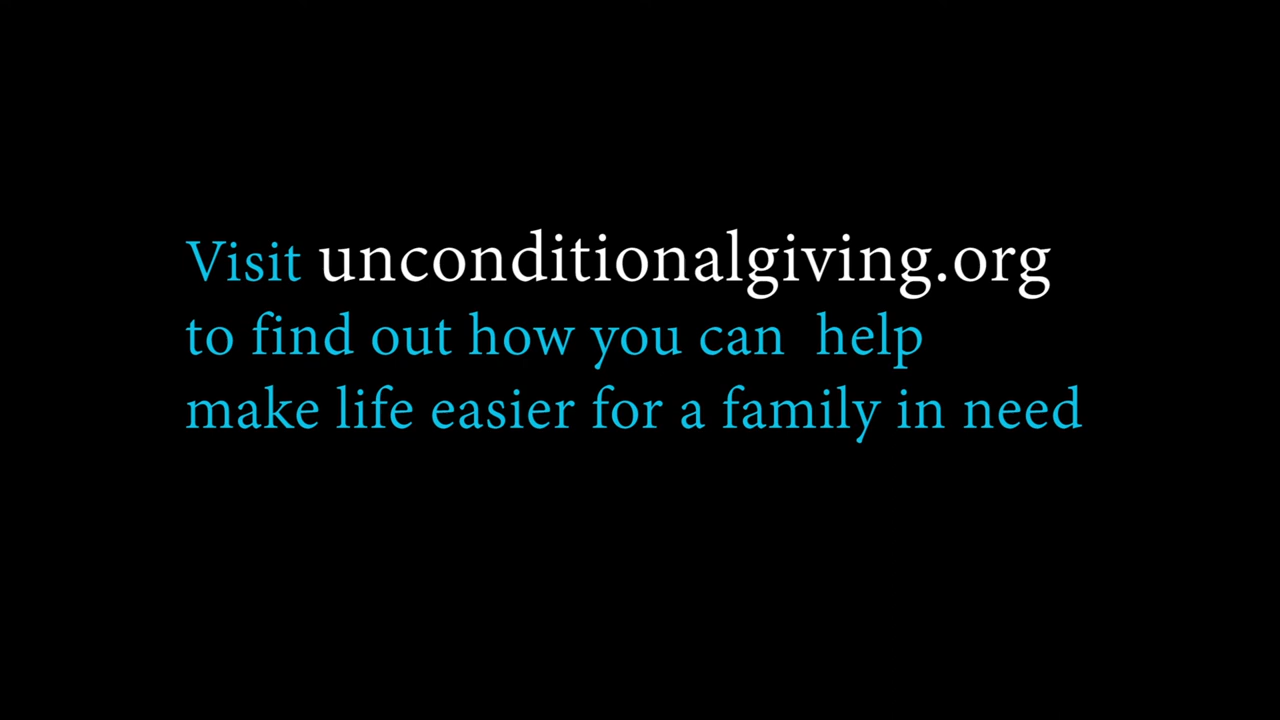 Visit unconditionalgiving.org
to find out how you can  help
make life easier for a family in need